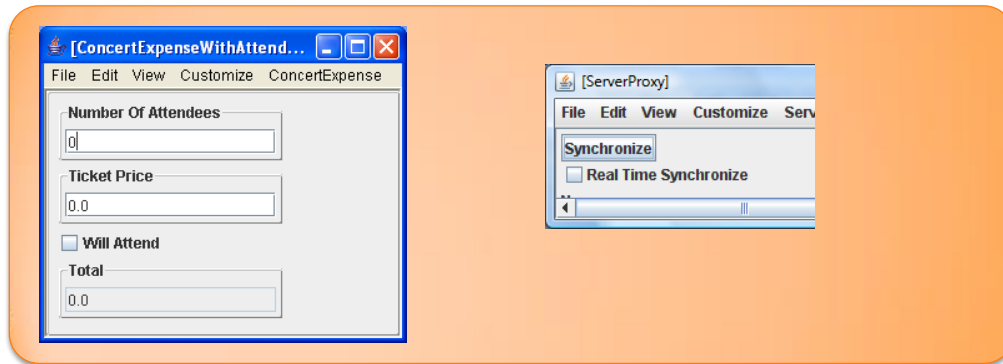 [ConcertExpenseWithAttend...
File Edit View Customize ConcertExpense
Number Of Attendees
0
Ticket Price
0.0
Will Attend
Total
0.0
[ServerProxy]
File Edit View Customize Serv
Synchronize
Real Time Synchronize